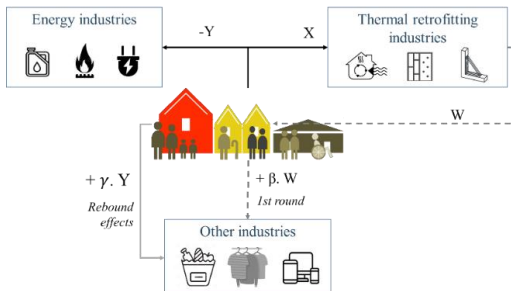 Energy industries
Thermal retrofitting
industries
-Y
X
W
+ γ. Y
Rebound
effects
+ β. W
1st round
Other industries